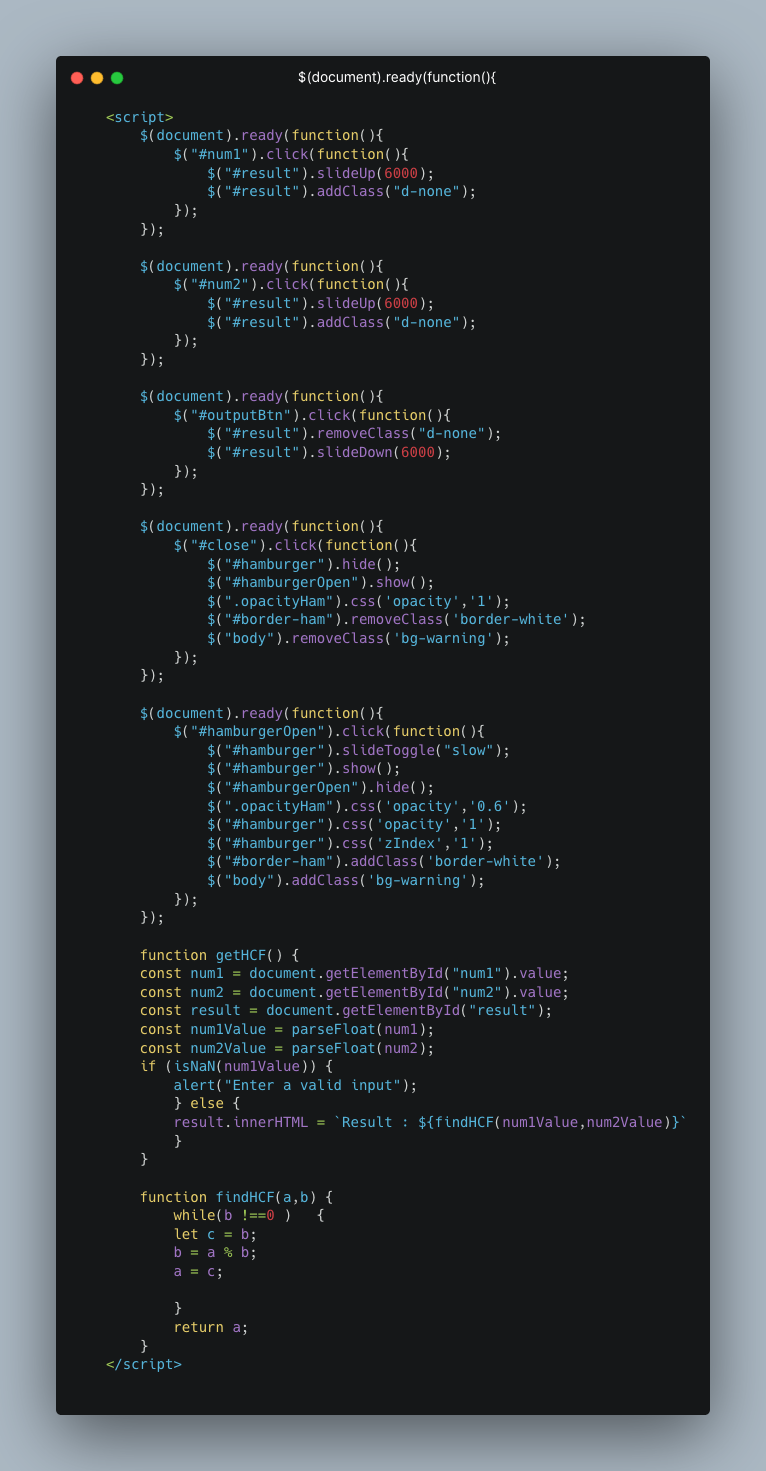 $(document).ready(function(){
<script>
    $(document).ready(function(){
        $("#num1").click(function(){
            $("#result").slideUp(6000);
            $("#result").addClass("d-none");
        });
    });

    $(document).ready(function(){
        $("#num2").click(function(){
            $("#result").slideUp(6000);
            $("#result").addClass("d-none");
        });
    });

    $(document).ready(function(){
        $("#outputBtn").click(function(){
            $("#result").removeClass("d-none");
            $("#result").slideDown(6000);
        });
    });

    $(document).ready(function(){
        $("#close").click(function(){
            $("#hamburger").hide();
            $("#hamburgerOpen").show();
            $(".opacityHam").css('opacity','1');
            $("#border-ham").removeClass('border-white');
            $("body").removeClass('bg-warning');
        });
    });

    $(document).ready(function(){
        $("#hamburgerOpen").click(function(){
            $("#hamburger").slideToggle("slow");
            $("#hamburger").show();
            $("#hamburgerOpen").hide();
            $(".opacityHam").css('opacity','0.6');
            $("#hamburger").css('opacity','1');
            $("#hamburger").css('zIndex','1');
            $("#border-ham").addClass('border-white');
            $("body").addClass('bg-warning');
        });
    });

    function getHCF() {
    const num1 = document.getElementById("num1").value;
    const num2 = document.getElementById("num2").value;
    const result = document.getElementById("result");
    const num1Value = parseFloat(num1);
    const num2Value = parseFloat(num2);
    if (isNaN(num1Value)) {
        alert("Enter a valid input");
        } else {
        result.innerHTML = `Result : ${findHCF(num1Value,num2Value)}`
        }
    }

    function findHCF(a,b) {
        while(b !==0 )   {
        let c = b;
        b = a % b;
        a = c;

        }
        return a;
    }
</script>